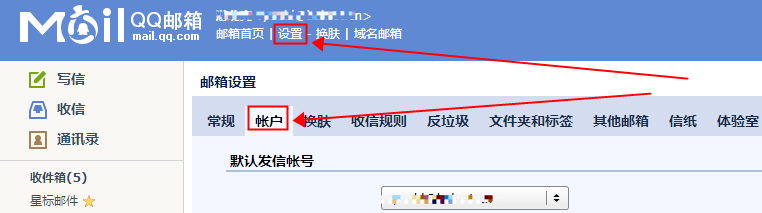 Mail QQ邮箱
mail.qq.com
邮箱首页 | 设置 - 换肤 | 域名邮箱
写信
收信
通讯录
收件箱(5)
星标邮件
邮箱设置
常规 帐户 换肤 收信规则 反垃圾 文件夹和标签 其他邮箱 信纸 体验室
默认发信帐号